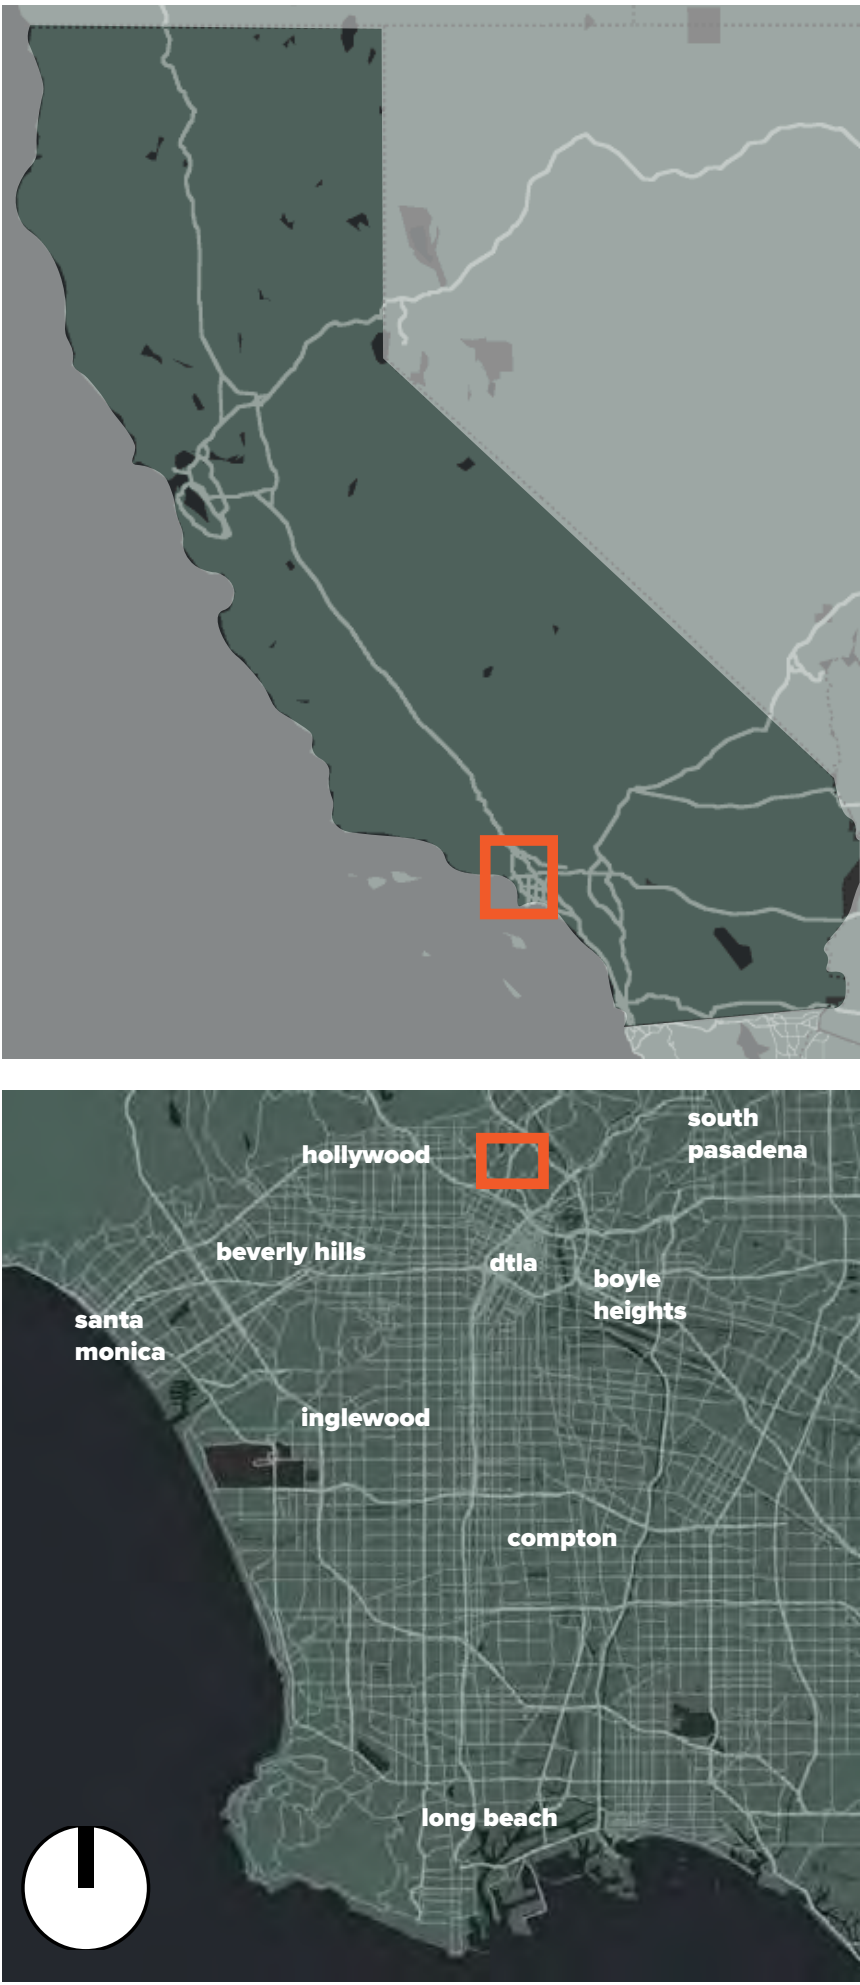 south
pasadena
hollywood
beverly hills
dtla
boyle
heights
santa
monica
inglewood
compton
long beach